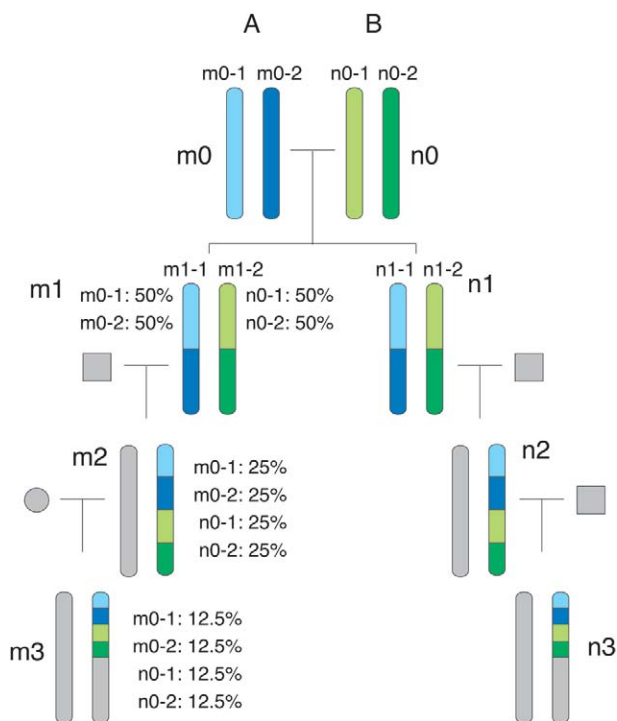 A B
m0-1 m0-2 n0-1 n0-2
m0 n0
m1 m1-1 m1-2 n1-1 n1-2 n1
m0-1: 50% n0-1: 50%
m0-2: 50% n0-2: 50%
m2 n2
m0-1: 25%
m0-2: 25%
n0-1: 25%
n0-2: 25%
m3 n3
m0-1: 12.5%
m0-2: 12.5%
n0-1: 12.5%
n0-2: 12.5%